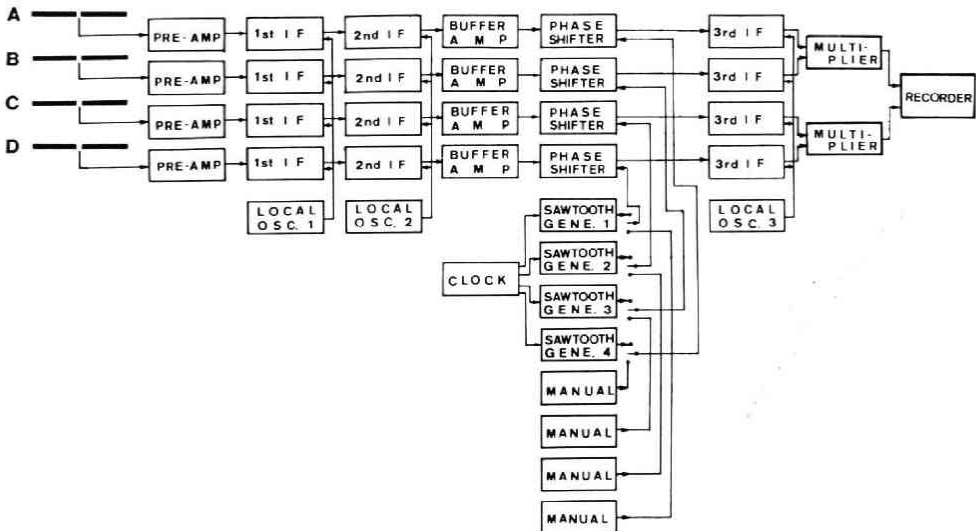 A
PRE-AMP
1st IF
2nd IF
BUFFER
AMP
PHASE
SHIFTER
3rd IF
MULTI-
PLIER
B
PRE-AMP
1st IF
2nd IF
BUFFER
AMP
PHASE
SHIFTER
3rd IF
C
PRE-AMP
1st IF
2nd IF
BUFFER
AMP
PHASE
SHIFTER
3rd IF
MULTI-
PLIER
D
PRE-AMP
1st IF
2nd IF
BUFFER
AMP
PHASE
SHIFTER
3rd IF
RECORDER
LOCAL
OSC. 1
LOCAL
OSC. 2
LOCAL
OSC. 3
CLOCK
SAWTOOTH
GENE. 1
SAWTOOTH
GENE. 2
SAWTOOTH
GENE. 3
SAWTOOTH
GENE. 4
MANUAL
MANUAL
MANUAL
MANUAL